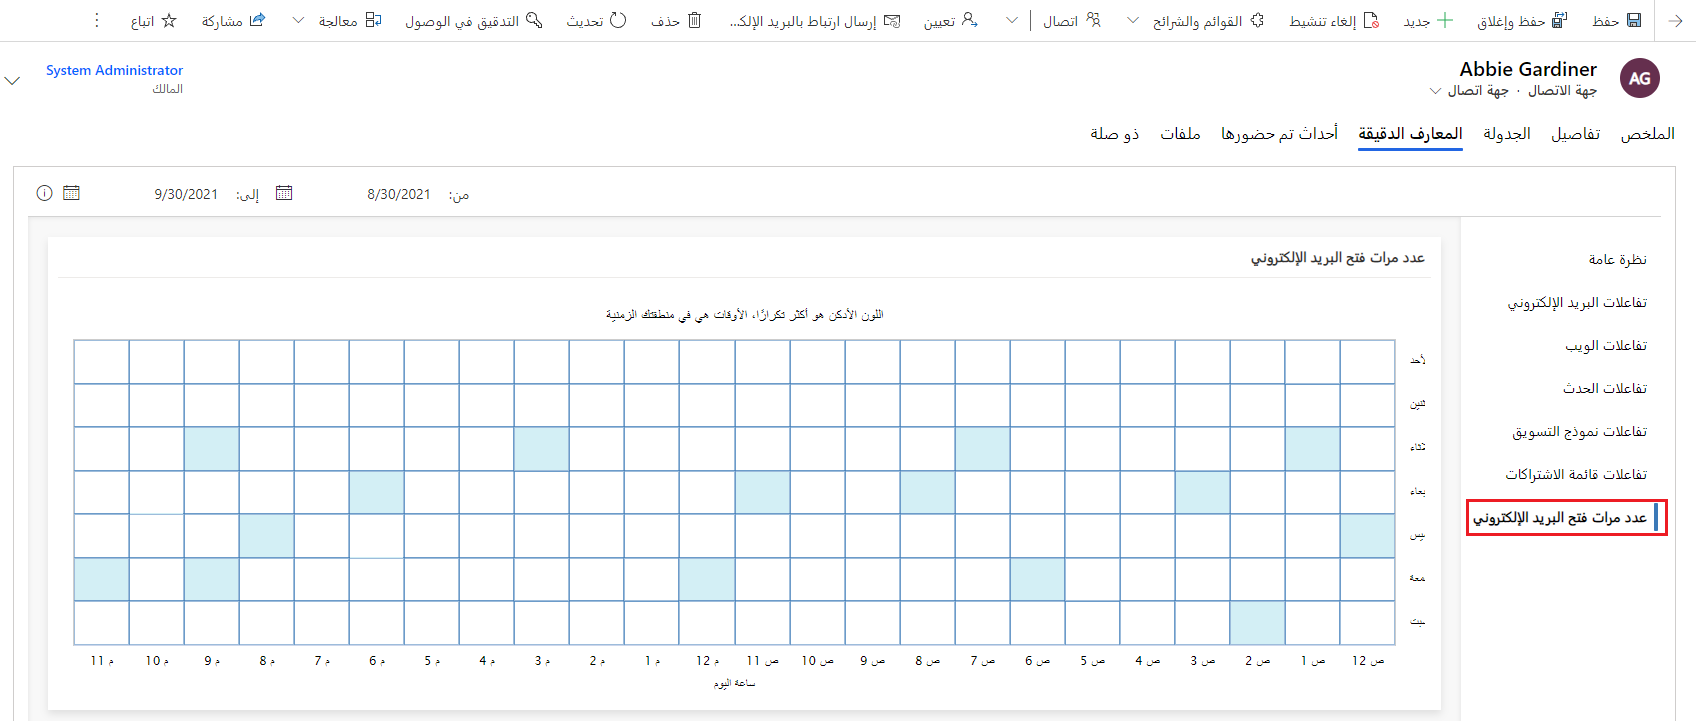 حفظ حفظ وإغلاق جديد إلغاء تنشيط القوائم والشرائح اتصال تعيين إرسال ارتباط بالبريد الإلك... حذف تحديث التدقيق في الوصول معالجة مشاركة اتباع
AG
Abbie Gardiner
جهة الاتصال · جهة اتصال
System Administrator
المالك
الملخص تفاصيل الجدولة المعارف الدقيقة أحداث تم حضورها ملفات ذو صلة
من: 8/30/2021 إلى: 9/30/2021
نظرة عامة
تفاعلات البريد الإلكتروني
تفاعلات الويب
تفاعلات الحدث
تفاعلات نموذج التسويق
تفاعلات قائمة الاشتراكات
عدد مرات فتح البريد الإلكتروني
عدد مرات فتح البريد الإلكتروني
اللون الأدكن هو أكثر تكرارًا، الأوقات هي في منطقتك الزمنية
لأحد
ثنين
لاثاء
بعاء
ميس
معة
سبت
12 ص 1 ص 2 ص 3 ص 4 ص 5 ص 6 ص 7 ص 8 ص 9 ص 10 ص 11 ص 12 م 1 م 2 م 3 م 4 م 5 م 6 م 7 م 8 م 9 م 10 م 11 م
ساعة اليوم